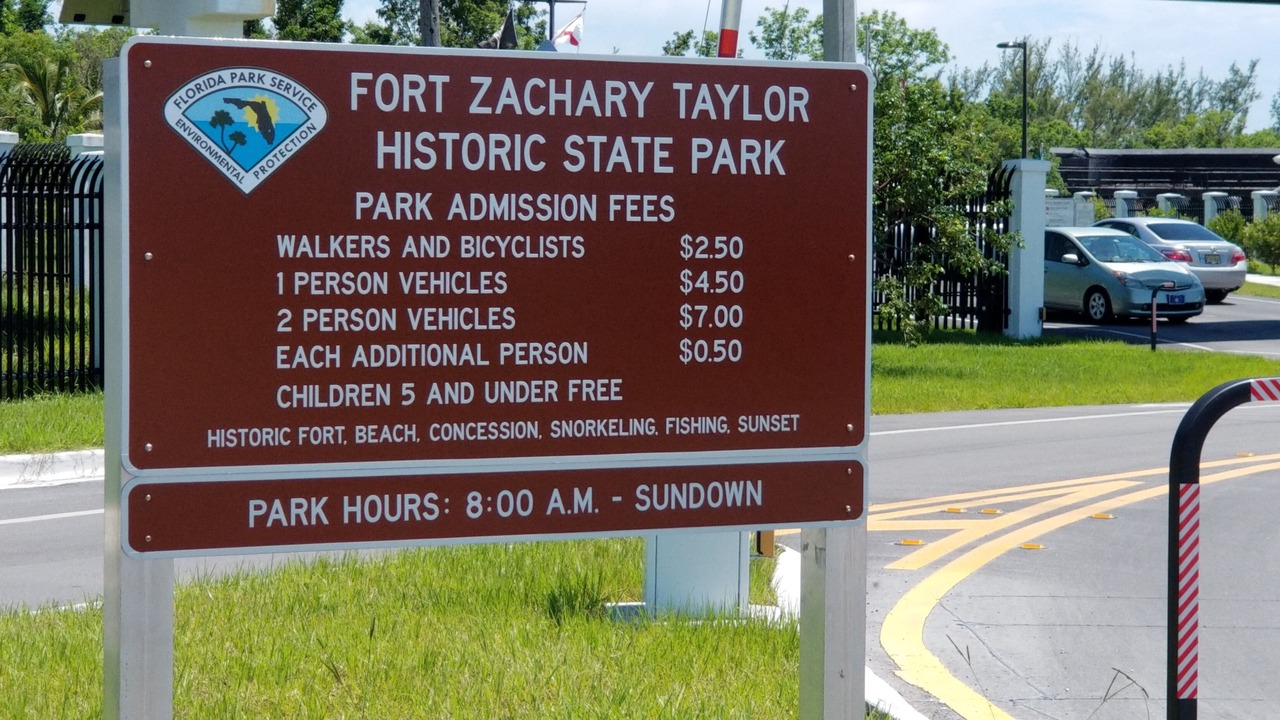 FLORIDA PARK SERVICE
ENVIRONMENTAL PROTECTION
FORT ZACHARY TAYLOR
HISTORIC STATE PARK
PARK ADMISSION FEES
WALKERS AND BICYCLISTS $2.50
1 PERSON VEHICLES $4.50
2 PERSON VEHICLES $7.00
EACH ADDITIONAL PERSON $0.50
CHILDREN 5 AND UNDER FREE
HISTORIC FORT, BEACH, CONCESSION, SNORKELING, FISHING, SUNSET
PARK HOURS: 8:00 A.M. - SUNDOWN